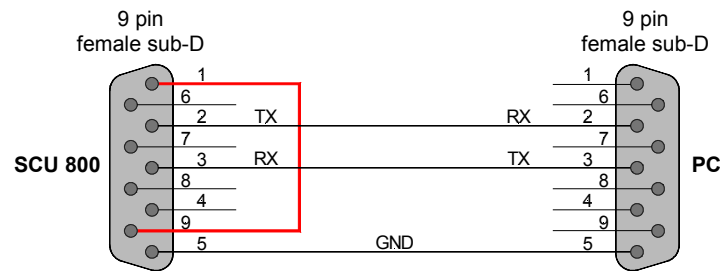 9 pin
female sub-D
9 pin
female sub-D
1
1
6
6
2 TX RX 2
7
7
SCU 800
3 RX TX 3
PC
8
8
4
4
9
9
5 GND 5